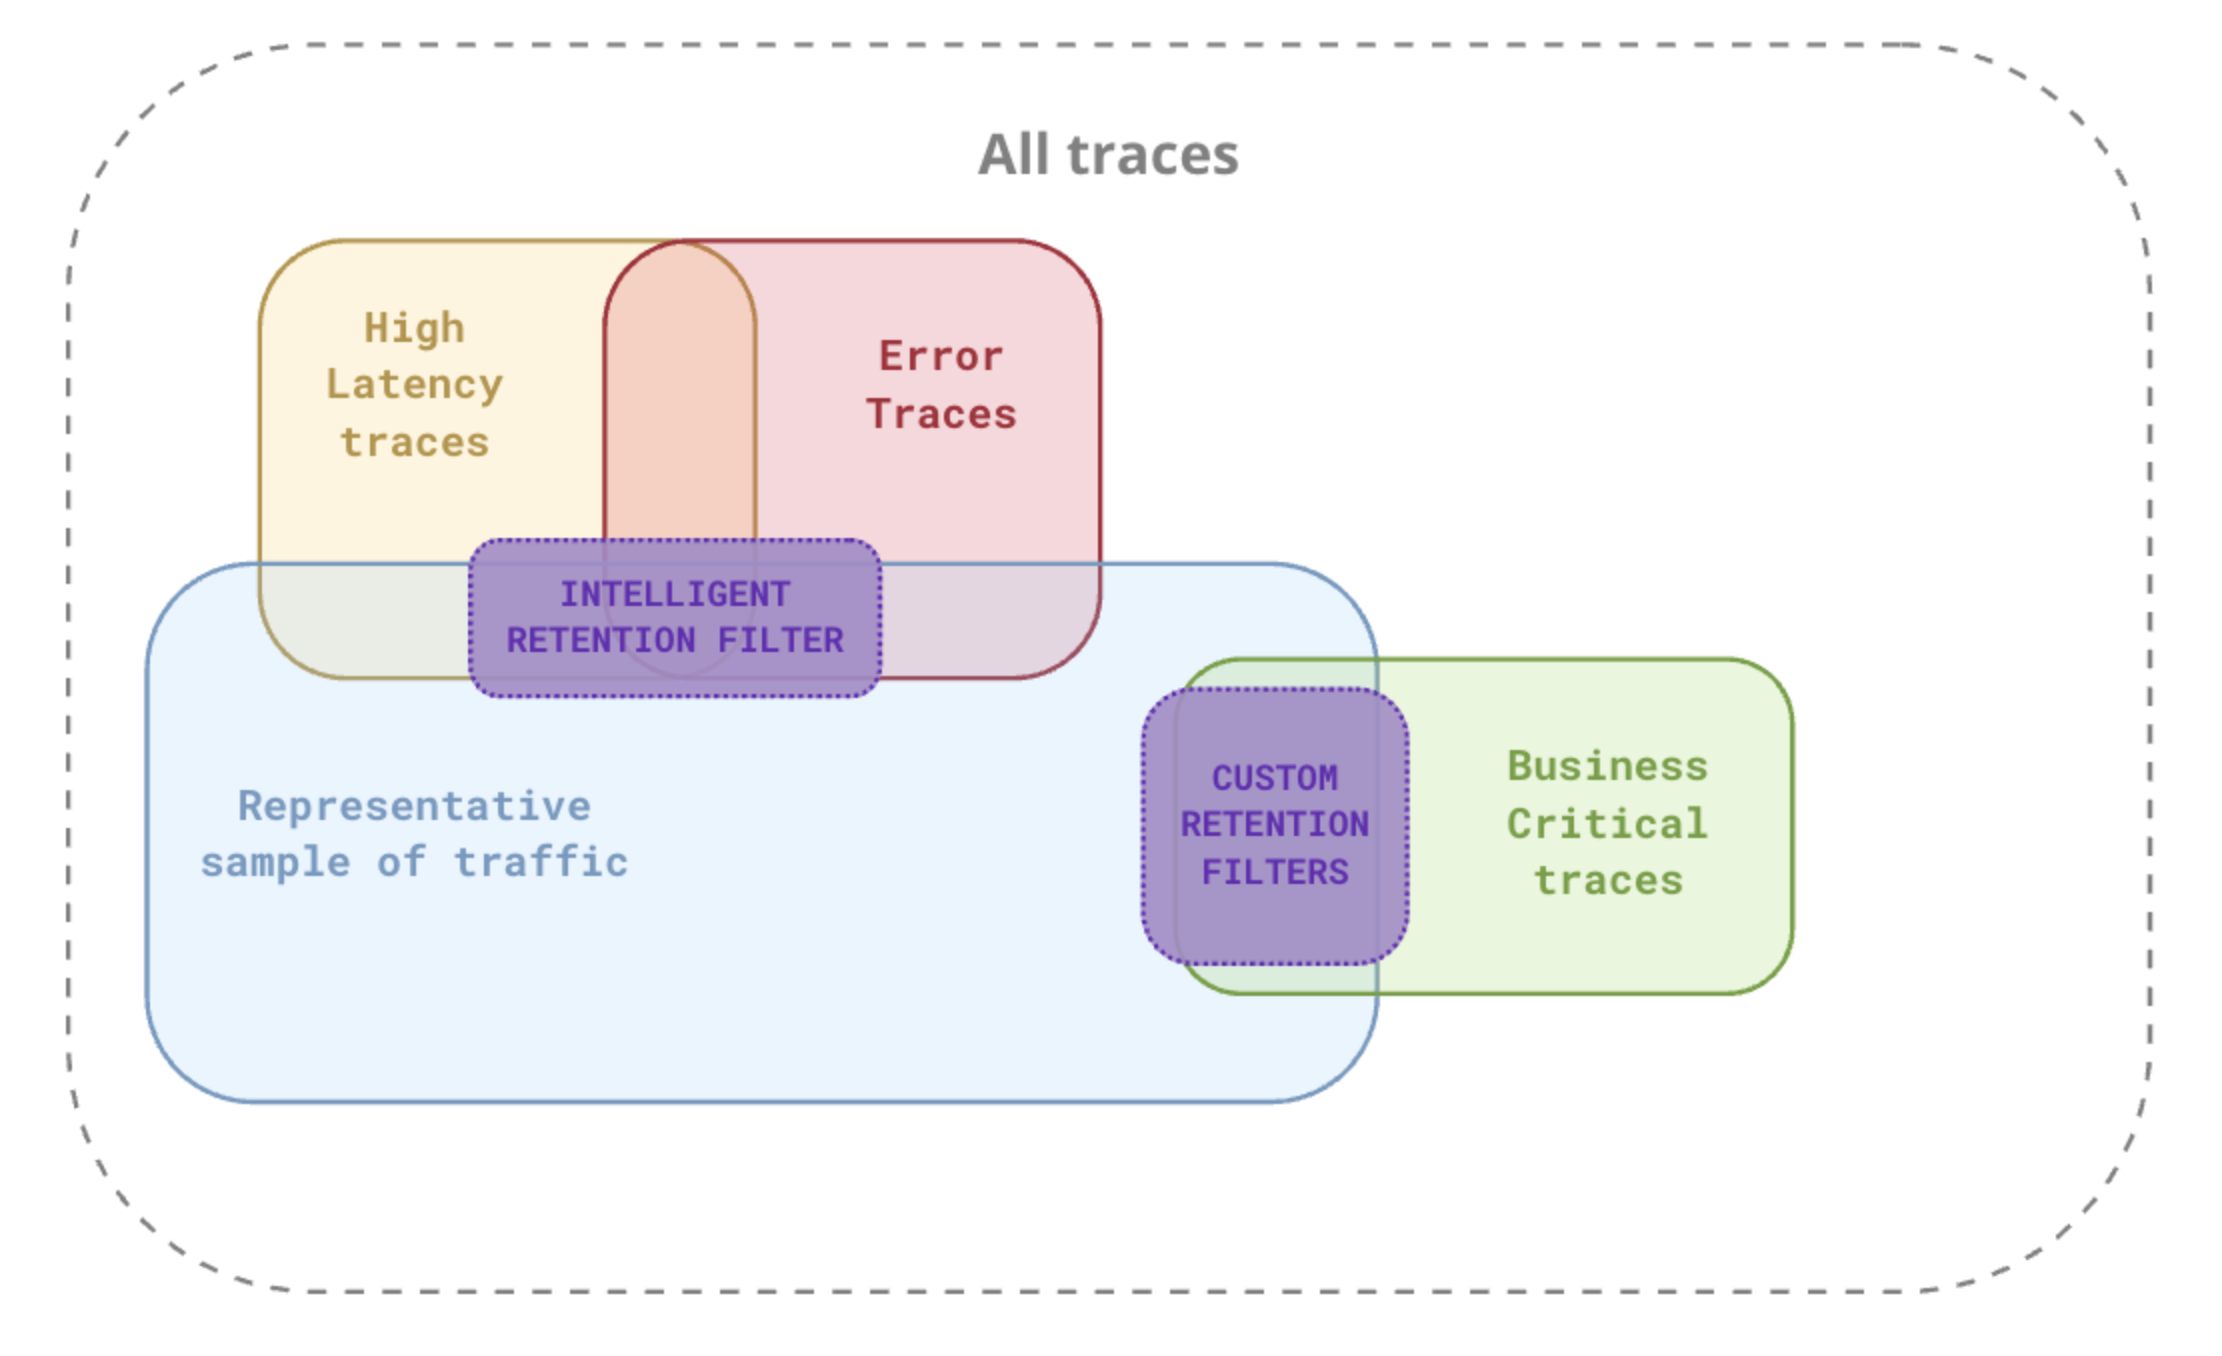 All traces
High
Latency
traces
Error
Traces
INTELLIGENT
RETENTION FILTER
Representative
sample of traffic
CUSTOM
RETENTION
FILTERS
Business
Critical
traces